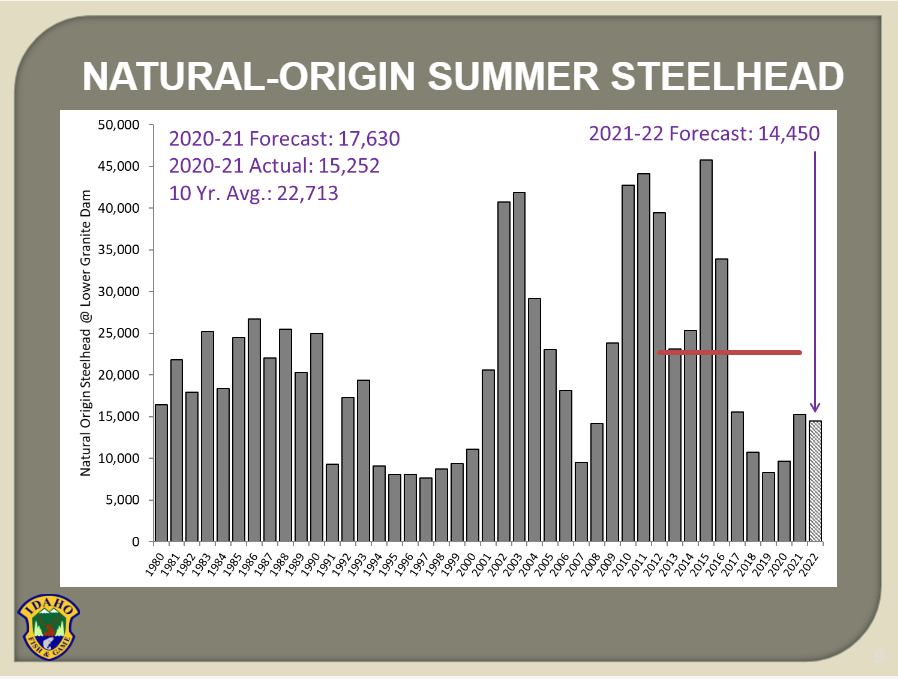 NATURAL-ORIGIN SUMMER STEELHEAD
2020-21 Forecast: 17,630
2020-21 Actual: 15,252
10 Yr. Avg.: 22,713
2021-22 Forecast: 14,450
Natural Origin Steelhead @ Lower Granite Dam
50,000
45,000
40,000
35,000
30,000
25,000
20,000
15,000
10,000
5,000
0
1980 1981 1982 1983 1984 1985 1986 1987 1988 1989 1990 1991 1992 1993 1994 1995 1996 1997 1998 1999 2000 2001 2002 2003 2004 2005 2006 2007 2008 2009 2010 2011 2012 2013 2014 2015 2016 2017 2018 2019 2020 2021 2022
IDAHO
FISH & GAME